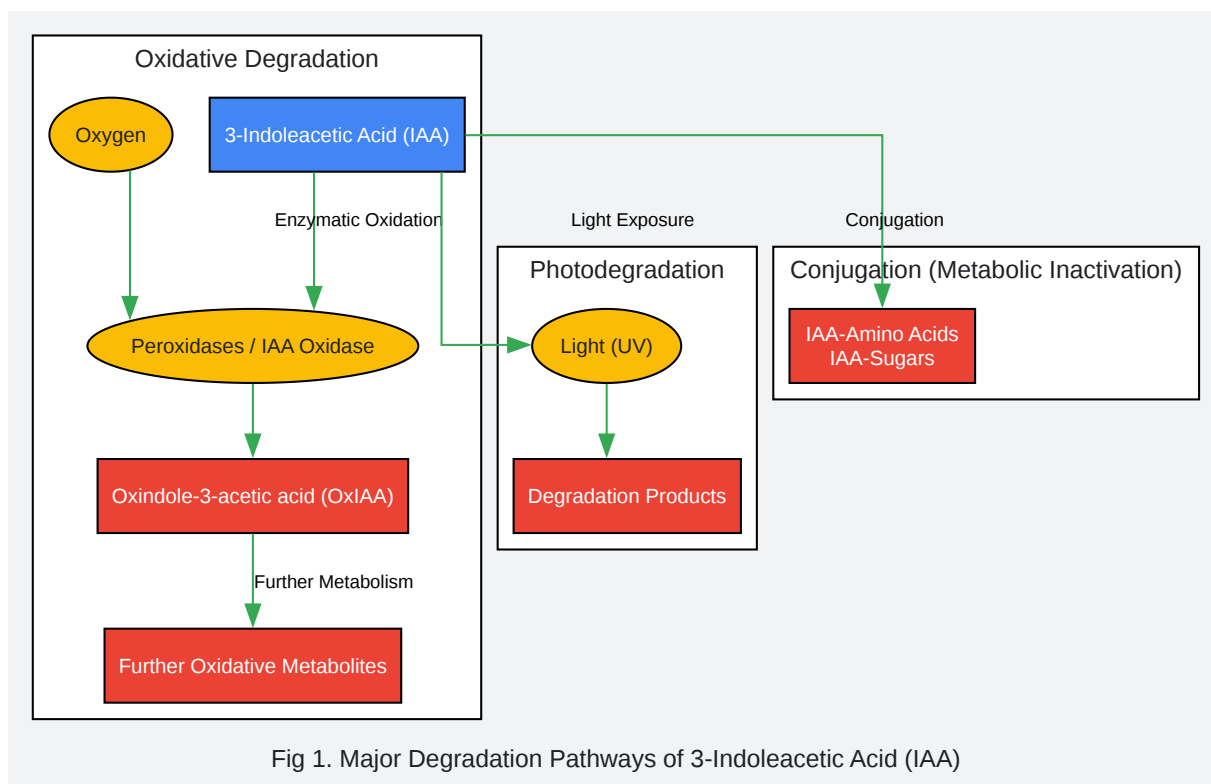 Oxidative Degradation
Oxygen
3-Indoleacetic Acid (IAA)
Enzymatic Oxidation
Light Exposure
Conjugation
Photodegradation
Conjugation (Metabolic Inactivation)
Peroxidases / IAA Oxidase
Light (UV)
IAA-Amino Acids
IAA-Sugars
Oxindole-3-acetic acid (OxIAA)
Degradation Products
Further Metabolism
Further Oxidative Metabolites
Fig 1. Major Degradation Pathways of 3-Indoleacetic Acid (IAA)